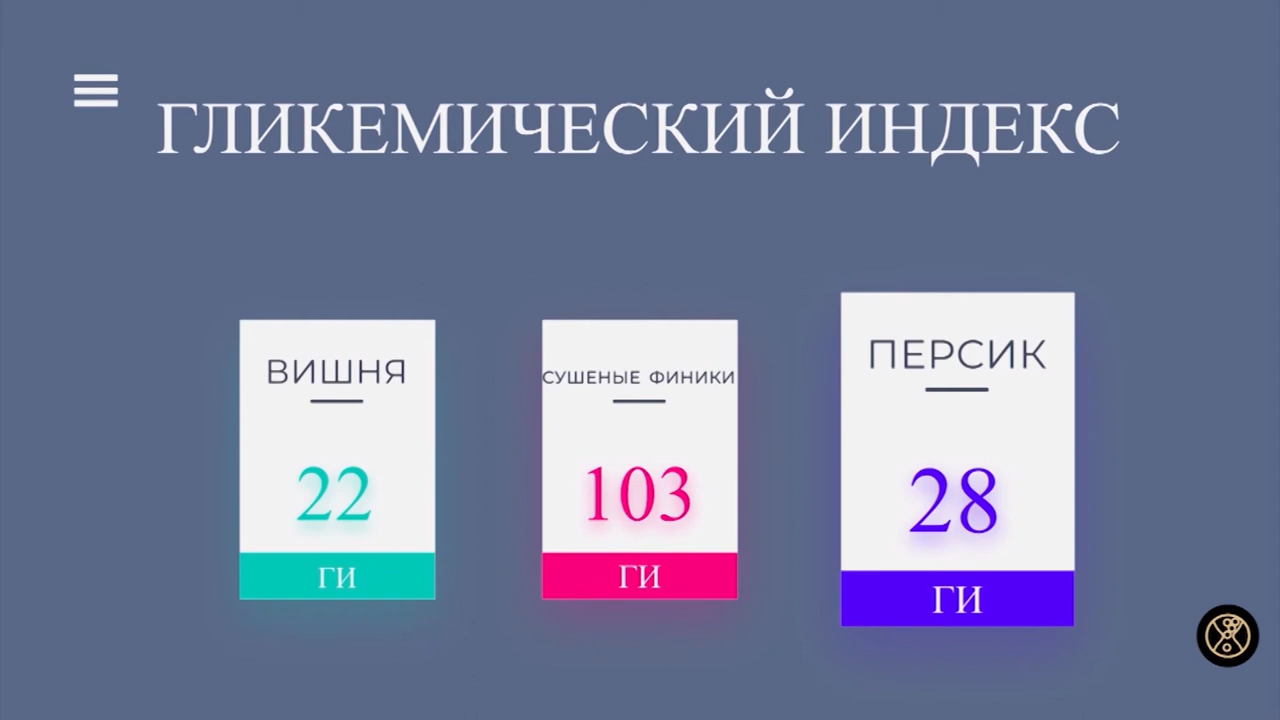 ГЛИКЕМИЧЕСКИЙ ИНДЕКС
ВИШНЯ
22
ГИ
СУШЕНЫЕ ФИНИКИ
103
ГИ
ПЕРСИК
28
ГИ